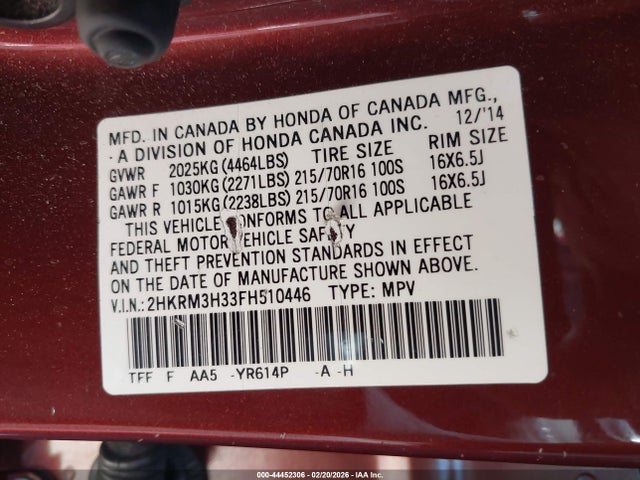 MFD. IN CANADA BY HONDA OF CANADA MFG.,
- A DIVISION OF HONDA CANADA INC. 12/'14
GVWR 2025KG(4464LBS) TIRE SIZE RIM SIZE
GAWR F 1030KG(2271LBS) 215/70R16 100S 16X6.5J
GAWR R 1015KG(2238LBS) 215/70R16 100S 16X6.5J
THIS VEHICLE CONFORMS TO ALL APPLICABLE
FEDERAL MOTOR VEHICLE SAFETY
AND THEFT PREVENTION STANDARDS IN EFFECT
ON THE DATE OF MANUFACTURE SHOWN ABOVE.
V.I.N.: 2HKRM3H33FH510446 TYPE: MPV
TFF F AA5 -YR614P -A -H
000-44452306 | 02/20/2026 | IAA Inc.